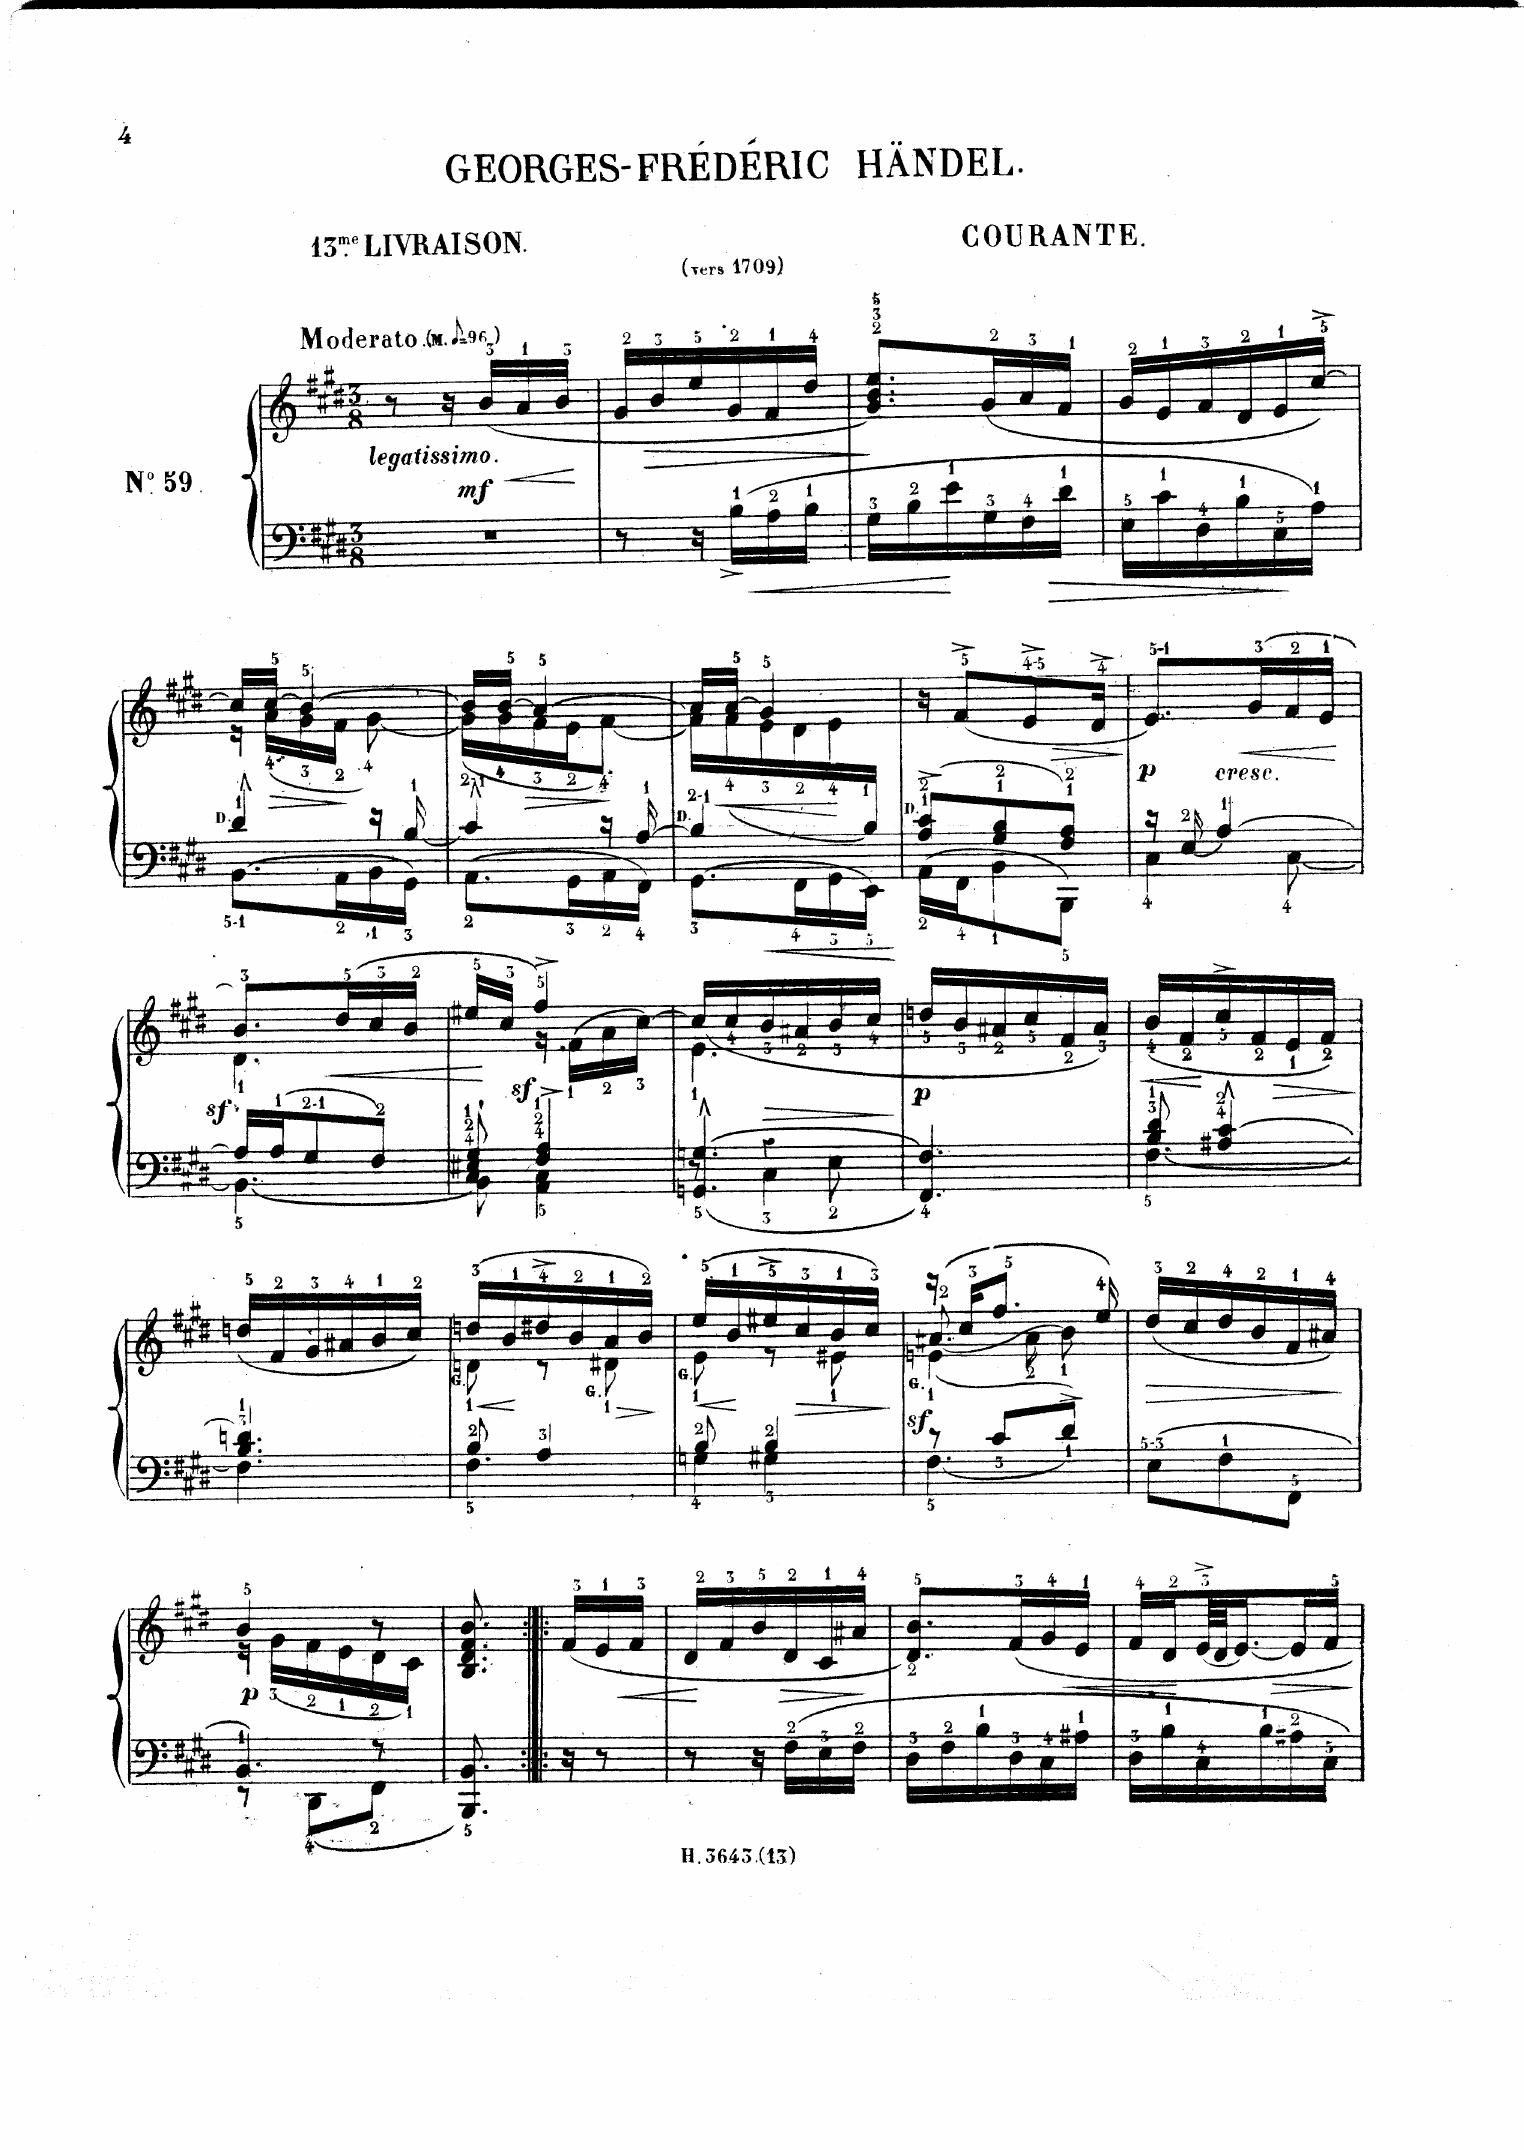 4
GEORGES-FRÉDÉRIC HÄNDEL.
13me LIVRAISON.
COURANTE.
(vers 1709)
Moderato. (M. ♪=96.)
legatissimo.
mf
No. 59.
D.
D.
D.
p
cresc.
sf
sf
p
G.
G.
G.
G.
sf
p
H. 3643.(13)